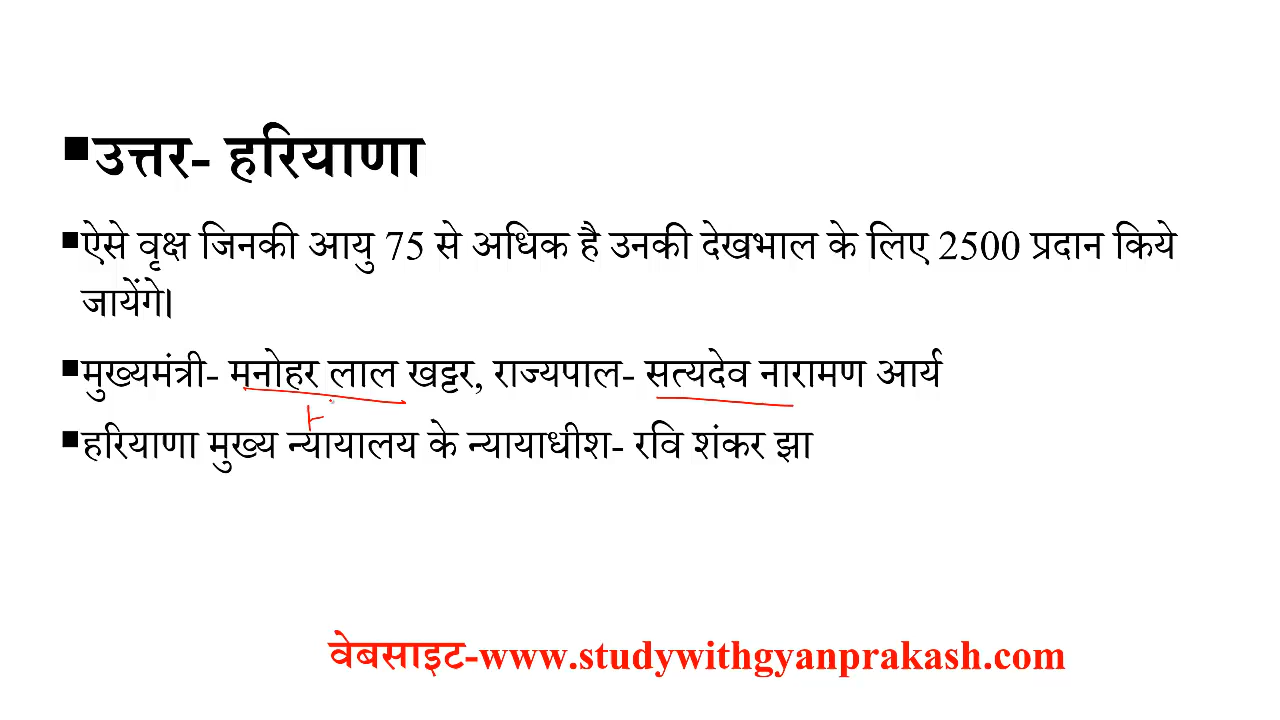 ▪उत्तर- हरियाणा
▪ऐसे वृक्ष जिनकी आयु 75 से अधिक है उनकी देखभाल के लिए 2500 प्रदान किये
जायेंगे।
▪मुख्यमंत्री- मनोहर लाल खट्टर, राज्यपाल- सत्यदेव नारामण आर्य
▪हरियाणा मुख्य न्यायालय के न्यायाधीश- रवि शंकर झा
वेबसाइट-www.studywithgyanprakash.com